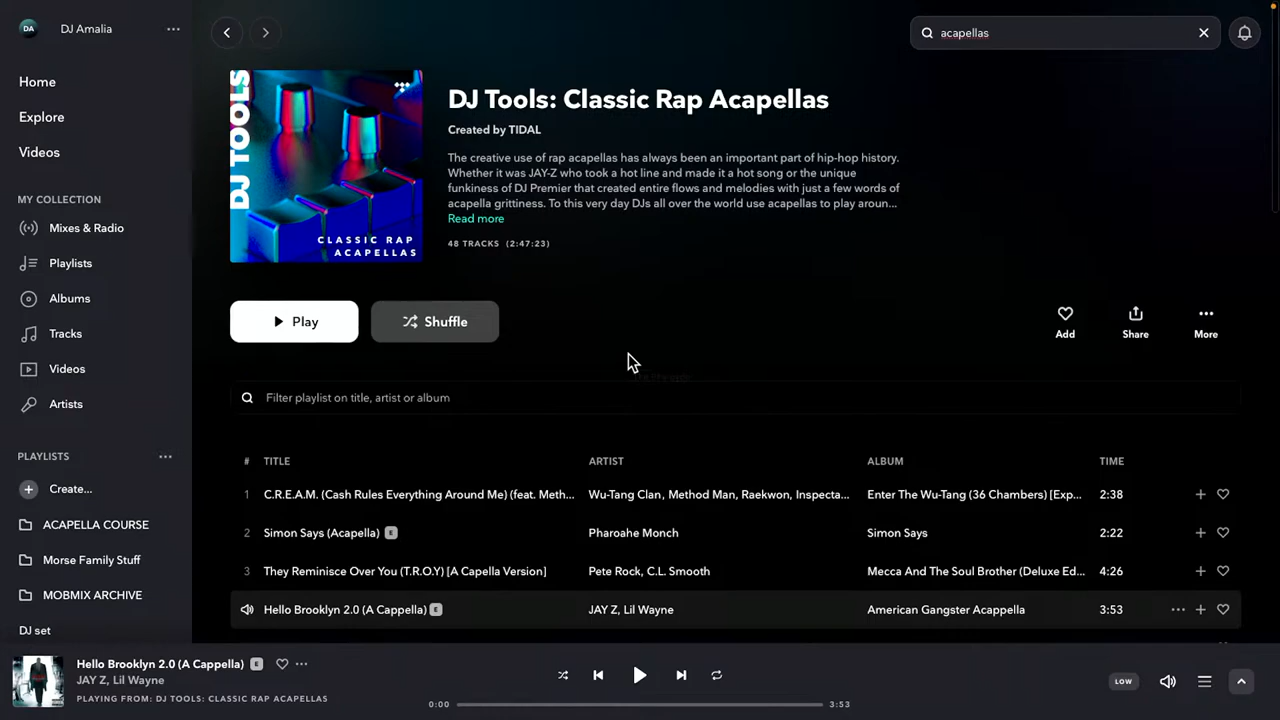 DA
DJ Amalia
acapellas
Home
Explore
Videos
MY COLLECTION
Mixes & Radio
Playlists
Albums
Tracks
Videos
Artists
PLAYLISTS
Create...
ACAPELLA COURSE
Morse Family Stuff
MOBMIX ARCHIVE
DJ set
DJ TOOLS
CLASSIC RAP
ACAPELLAS
DJ Tools: Classic Rap Acapellas
Created by TIDAL
The creative use of rap acapellas has always been an important part of hip-hop history.
Whether it was JAY-Z who took a hot line and made it a hot song or the unique
funkiness of DJ Premier that created entire flows and melodies with just a few words of
acapella grittiness. To this very day DJs all over the world use acapellas to play aroun...
Read more
48 TRACKS (2:47:23)
Play
Shuffle
Add
Share
More
Filter playlist on title, artist or album
# TITLE ARTIST ALBUM TIME
1 C.R.E.A.M. (Cash Rules Everything Around Me) (feat. Meth... Wu-Tang Clan, Method Man, Raekwon, Inspecta... Enter The Wu-Tang (36 Chambers) [Exp... 2:38
2 Simon Says (Acapella) E Pharoahe Monch Simon Says 2:22
3 They Reminisce Over You (T.R.O.Y) [A Capella Version] Pete Rock, C.L. Smooth Mecca And The Soul Brother (Deluxe Ed... 4:26
Hello Brooklyn 2.0 (A Cappella) E JAY Z, Lil Wayne American Gangster Acappella 3:53
Hello Brooklyn 2.0 (A Cappella) E
JAY Z, Lil Wayne
PLAYING FROM: DJ TOOLS: CLASSIC RAP ACAPELLAS
0:00
3:53
LOW